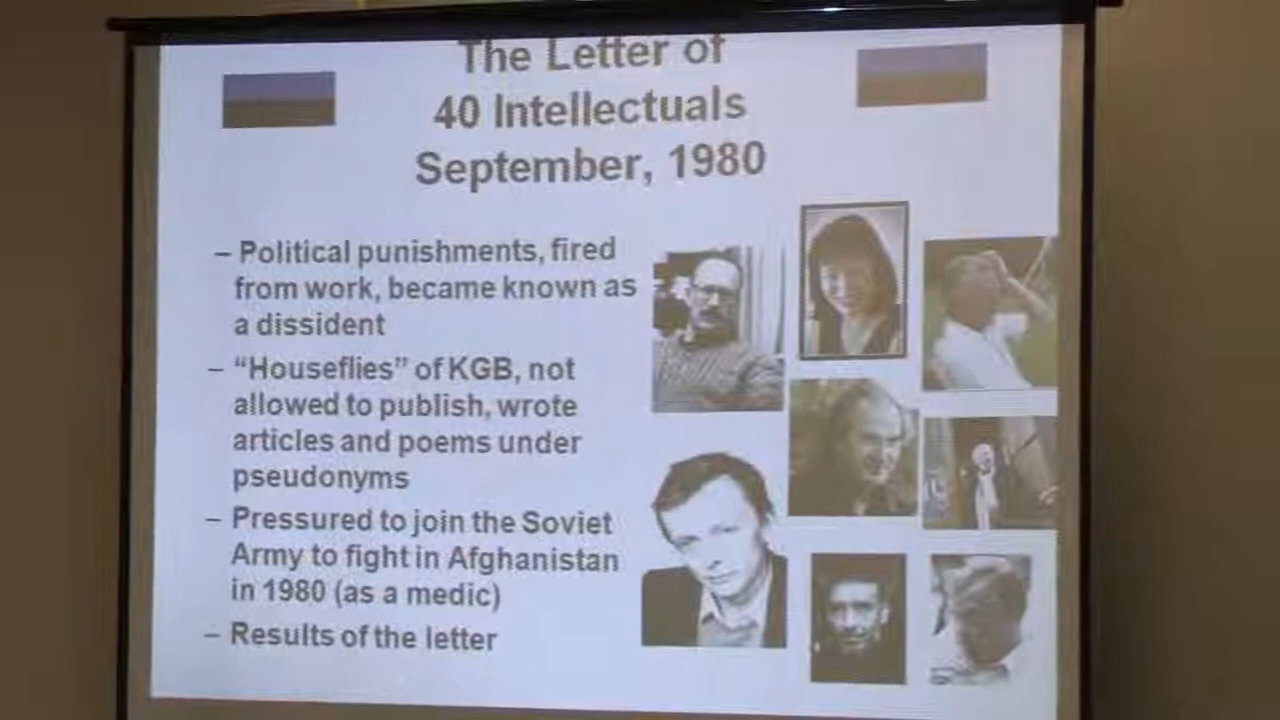 The Letter of
40 Intellectuals
September, 1980
– Political punishments, fired
from work, became known as
a dissident
– “Houseflies” of KGB, not
allowed to publish, wrote
articles and poems under
pseudonyms
– Pressured to join the Soviet
Army to fight in Afghanistan
in 1980 (as a medic)
– Results of the letter